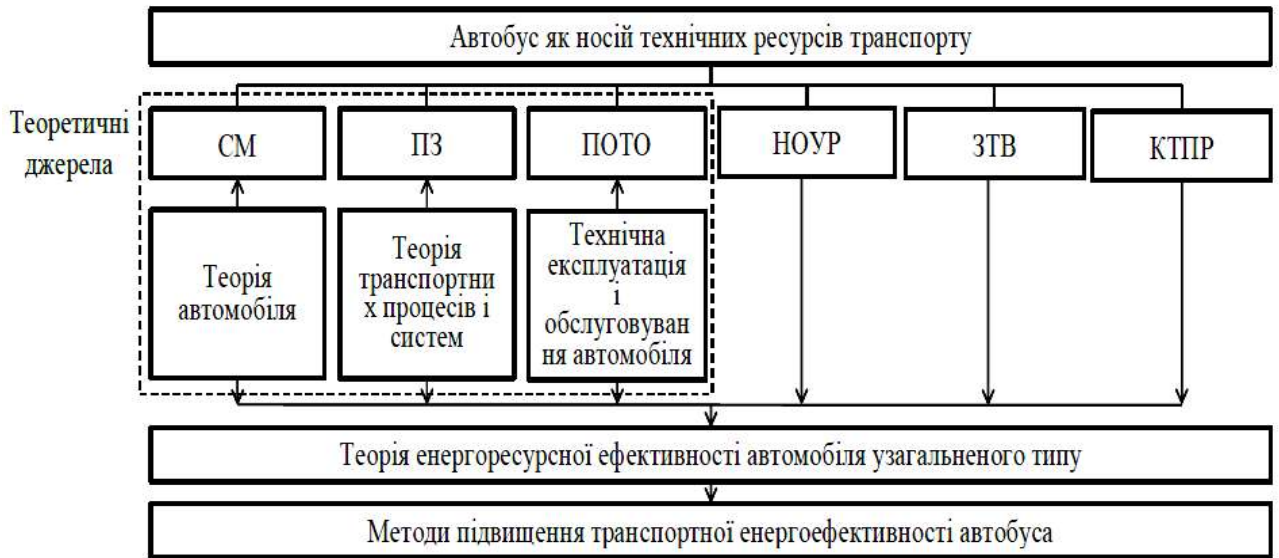 Автобус як носій технічних ресурсів транспорту
Теоретичні
джерела
СМ
ПЗ
ПОТО
НОУР
ЗТВ
КТПР
Теорія
автомобіля
Теорія
транспортни
х процесів і
систем
Технічна
експлуатація
і
обслуговуван
ня автомобіля
Теорія енергоресурсної ефективності автомобіля узагальненого типу
Методи підвищення транспортної енергоефективності автобуса